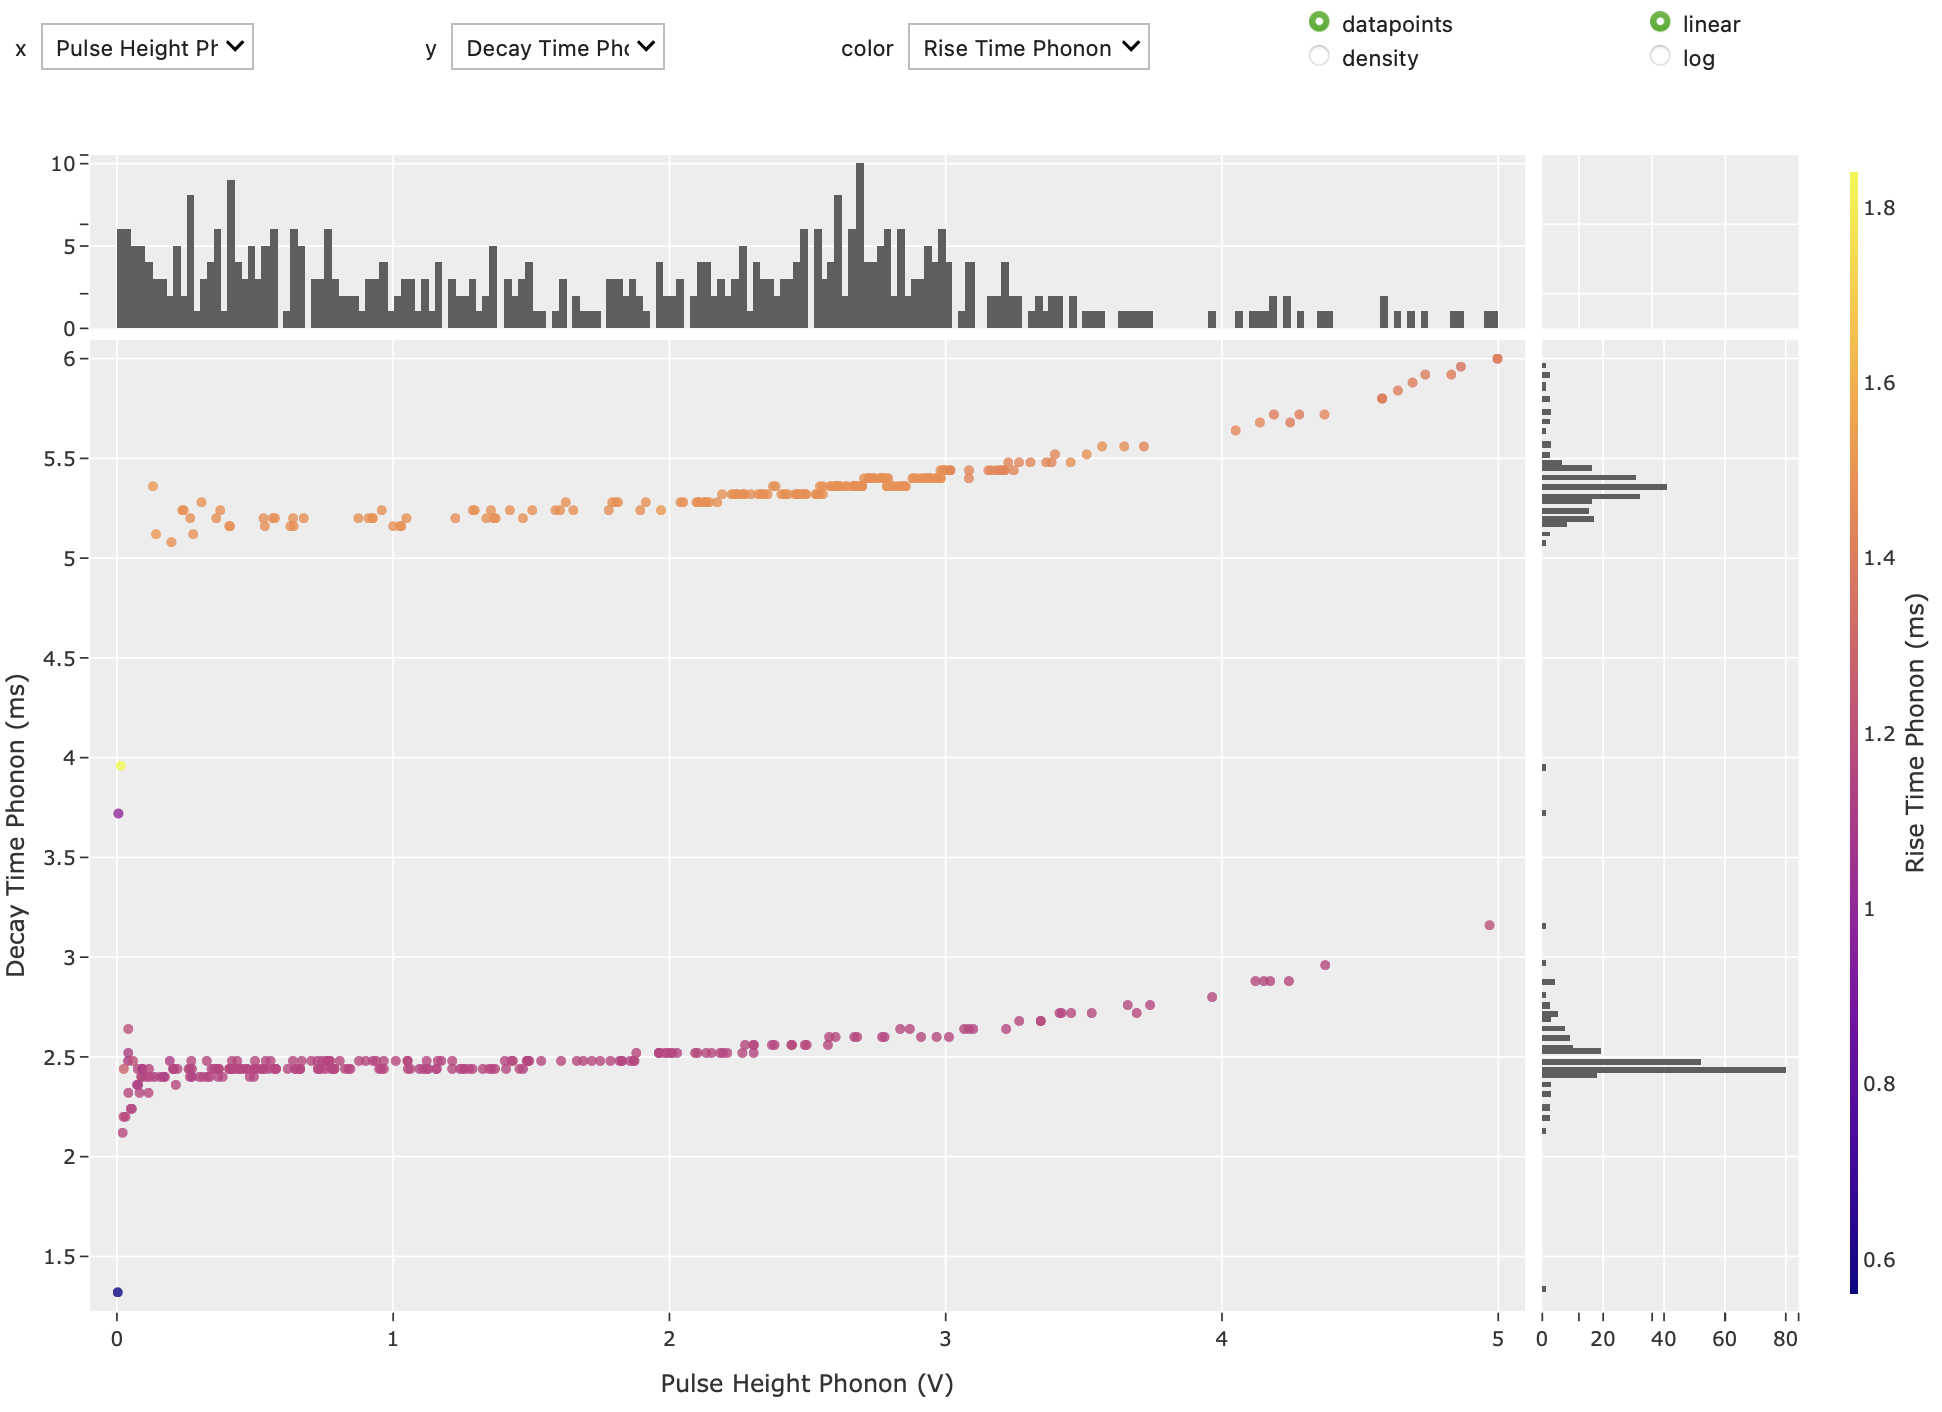 x Pulse Height Ph y Decay Time Pho color Rise Time Phonon datapoints linear
density log
10
5
0
6
5.5
5
4.5
4
3.5
3
2.5
2
1.5
Decay Time Phonon (ms)
0 1 2 3 4 5
Pulse Height Phonon (V)
0 20 40 60 80
1.8
1.6
1.4
1.2
1
0.8
0.6
Rise Time Phonon (ms)